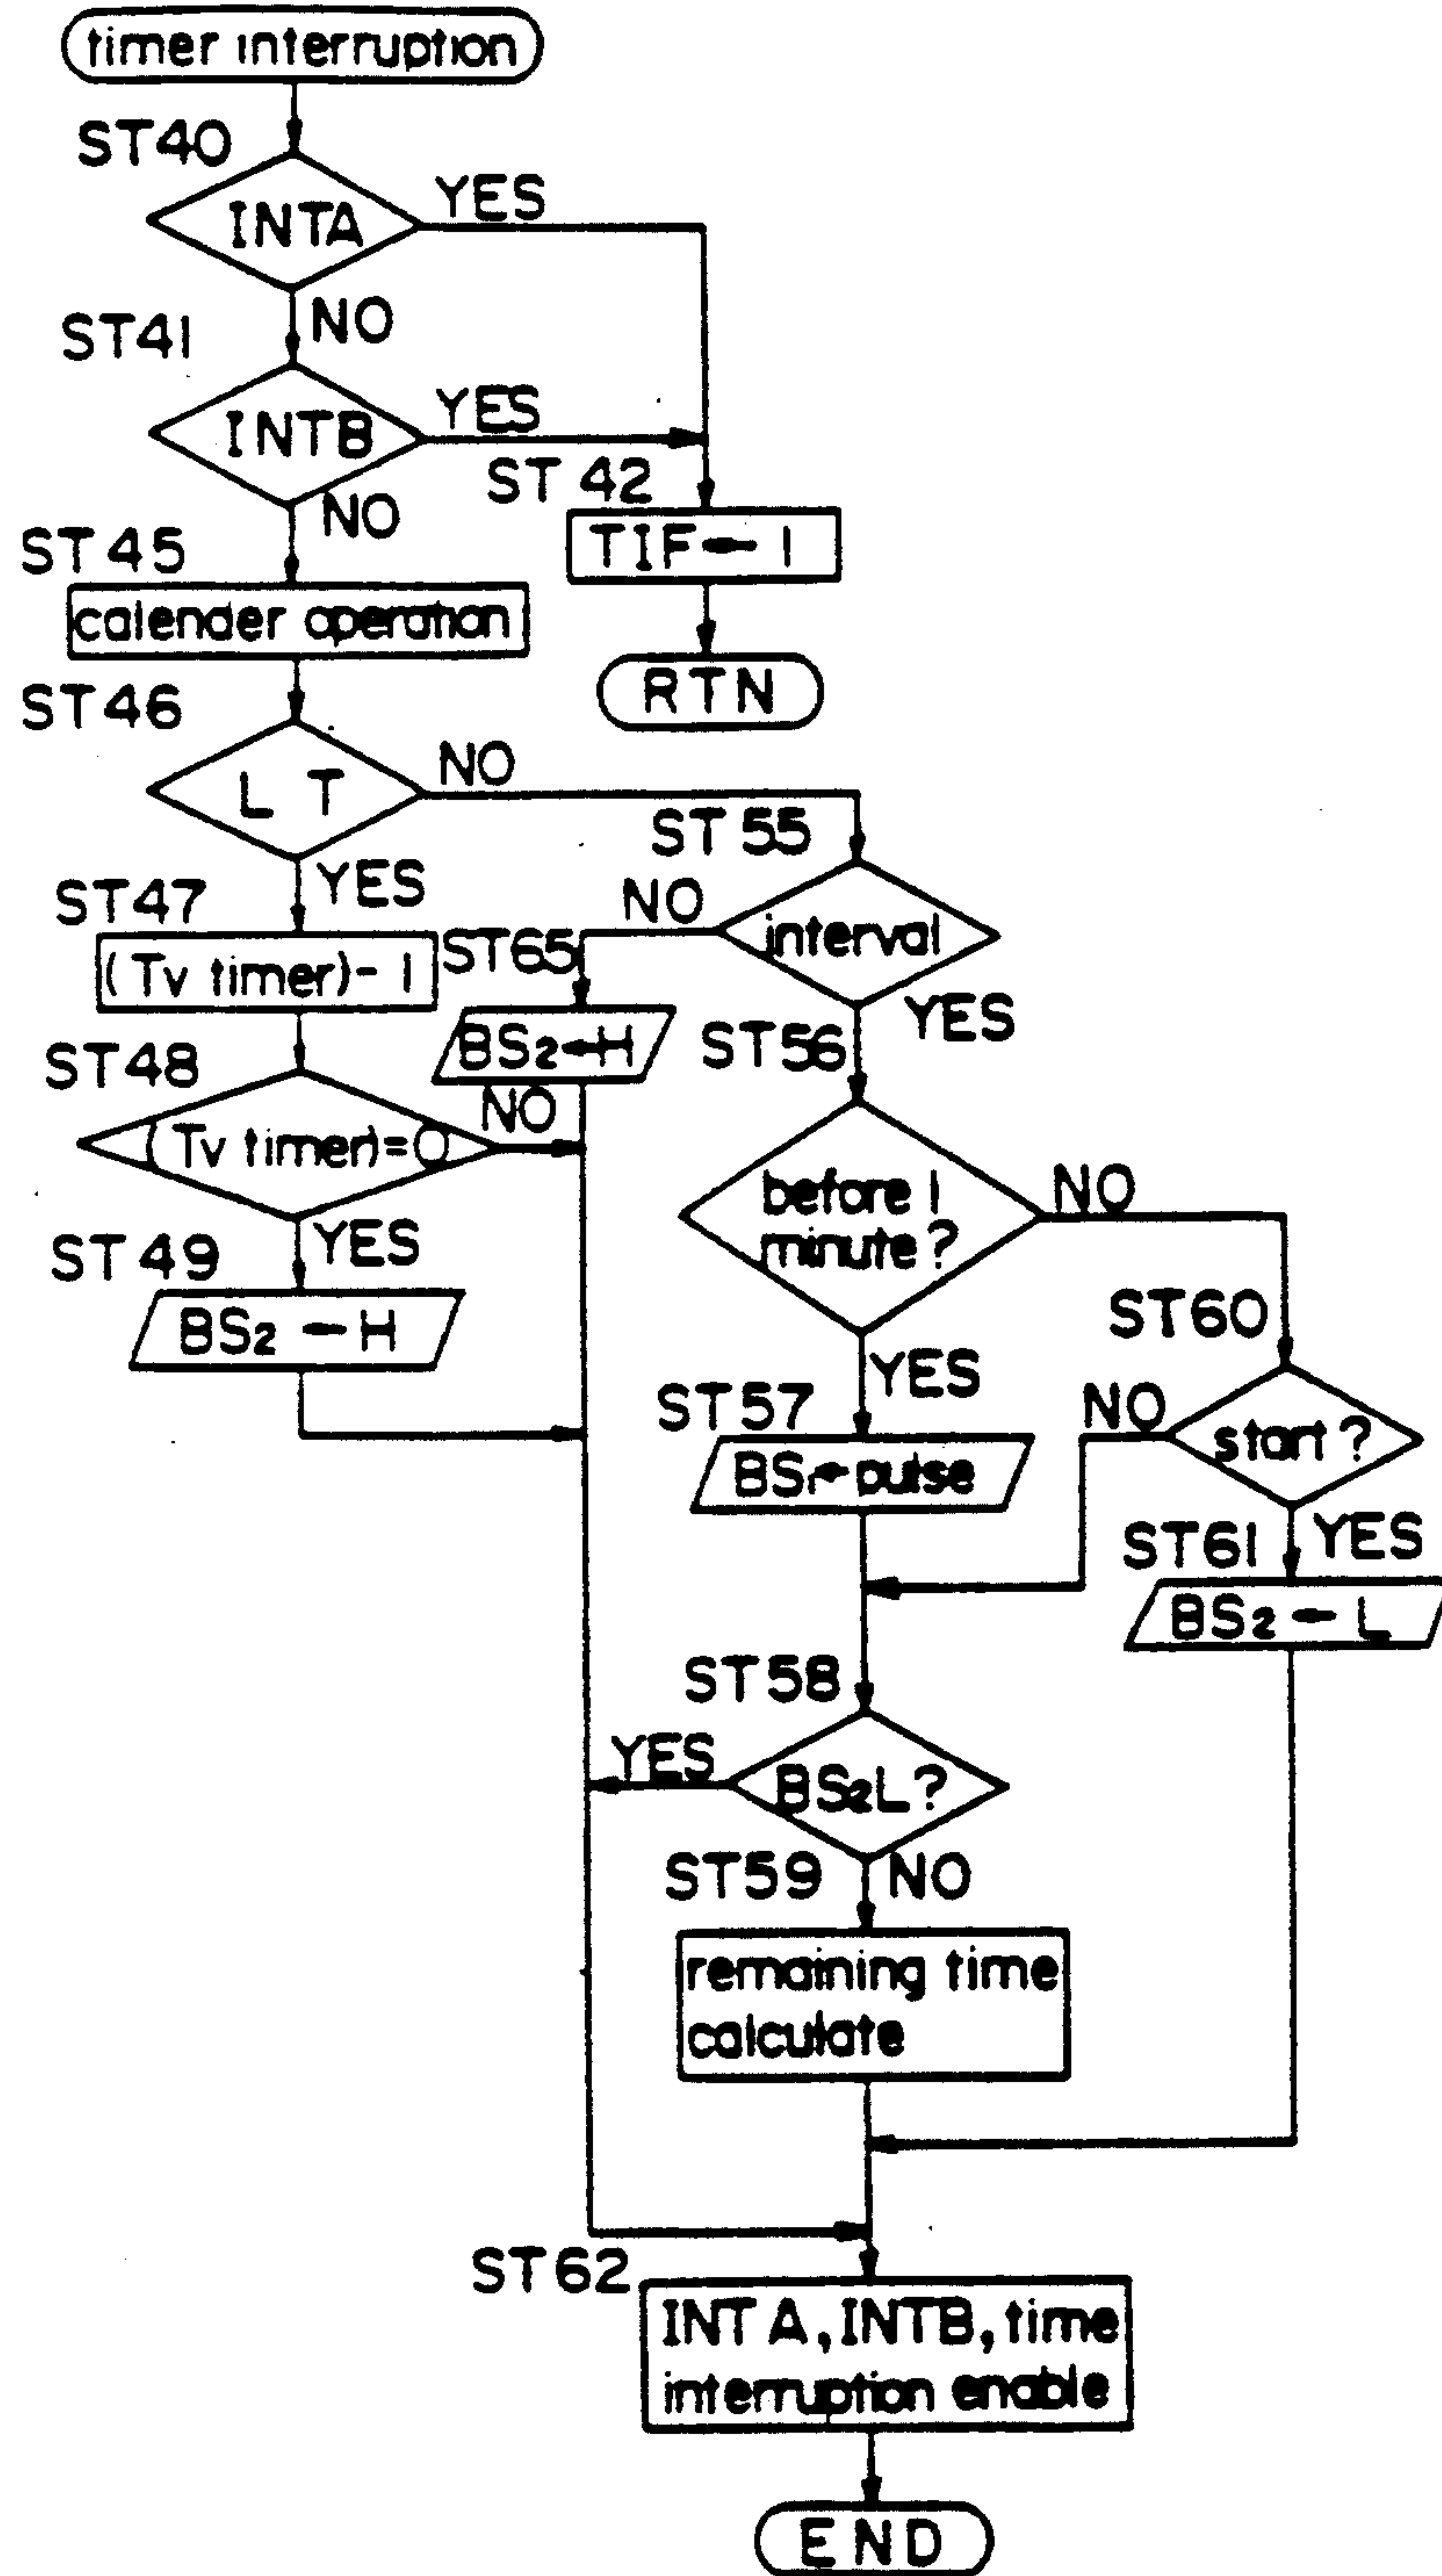 timer interruption
ST40
INTA
YES
NO
ST41
INTB
YES
NO
ST 42
TIF ← 1
RTN
ST 45
calender operation
ST46
L T
NO
YES
ST47
(Tv timer)- 1
ST48
(Tv timer)=0
NO
YES
ST 49
BS2 ← H
ST 55
interval
NO
YES
ST65
BS2←H
ST56
before 1
minute?
NO
YES
ST57
BS1←pulse
ST60
start?
NO
YES
ST61
BS2 ← L
ST58
BS2L?
YES
NO
ST59
remaining time
calculate
ST62
INT A, INTB, time
interruption enable
END